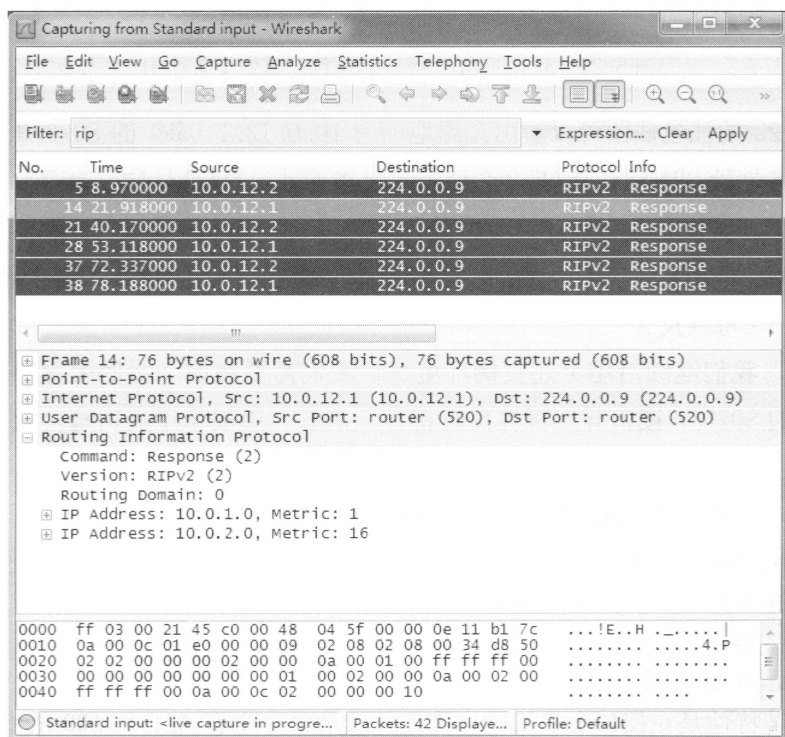 Capturing from Standard input - Wireshark
File Edit View Go Capture Analyze Statistics Telephony Tools Help
Filter: rip Expression... Clear Apply
No. Time Source Destination Protocol Info
5 8.970000 10.0.12.2 224.0.0.9 RIPv2 Response
14 21.918000 10.0.12.1 224.0.0.9 RIPv2 Response
21 40.170000 10.0.12.2 224.0.0.9 RIPv2 Response
28 53.118000 10.0.12.1 224.0.0.9 RIPv2 Response
37 72.337000 10.0.12.2 224.0.0.9 RIPv2 Response
38 78.188000 10.0.12.1 224.0.0.9 RIPv2 Response
Frame 14: 76 bytes on wire (608 bits), 76 bytes captured (608 bits)
Point-to-Point Protocol
Internet Protocol, Src: 10.0.12.1 (10.0.12.1), Dst: 224.0.0.9 (224.0.0.9)
User Datagram Protocol, Src Port: router (520), Dst Port: router (520)
Routing Information Protocol
Command: Response (2)
Version: RIPv2 (2)
Routing Domain: 0
IP Address: 10.0.1.0, Metric: 1
IP Address: 10.0.2.0, Metric: 16
0000 ff 03 00 21 45 c0 00 48 04 5f 00 00 0e 11 b1 7c ...!E..H ._.....|
0010 0a 00 0c 01 e0 00 00 09 02 08 02 08 00 34 d8 50 ........ .....4.P
0020 02 02 00 00 00 02 00 00 0a 00 01 00 ff ff ff 00 ........ ........
0030 00 00 00 00 00 00 00 01 00 02 00 00 0a 00 02 00 ........ ........
0040 ff ff ff 00 0a 00 0c 02 00 00 00 10 ........ ....
Standard input: <live capture in progre... Packets: 42 Displaye... Profile: Default